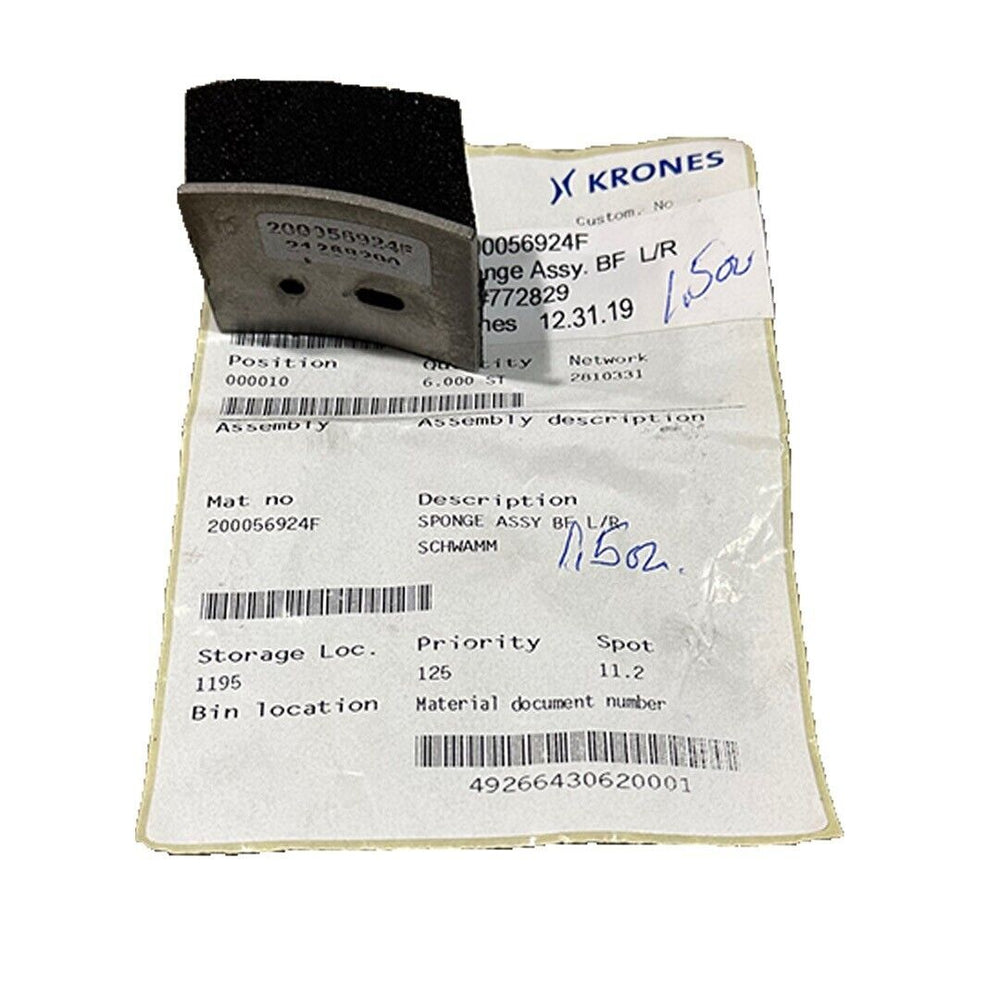 KRONES
Custom. No
00056924F
nge Assy. BF L/R
#772829
nes 12.31.19
1.5oz
200056924F
Position
Quantity
Network
000010
6.000 ST
2810331
Assembly
Assembly description
Mat no
Description
200056924F
SPONGE ASSY BF L/R
SCHWAMM
1.5oz.
Storage Loc.
Priority
Spot
1195
125
11.2
Bin location
Material document number
49266430620001